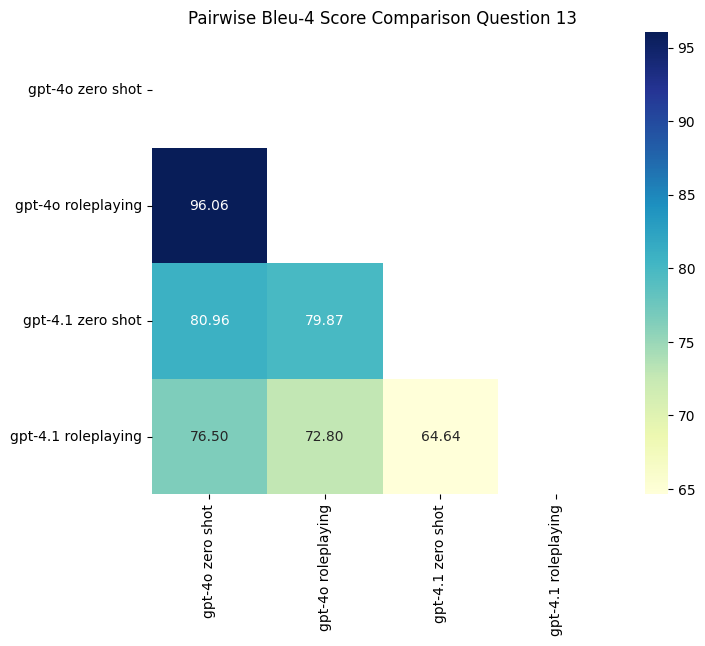 Pairwise Bleu-4 Score Comparison Question 13
gpt-4o zero shot
gpt-4o roleplaying
gpt-4.1 zero shot
gpt-4.1 roleplaying
96.06
80.96 79.87
76.50 72.80 64.64
gpt-4o zero shot
gpt-4o roleplaying
gpt-4.1 zero shot
gpt-4.1 roleplaying
95
90
85
80
75
70
65